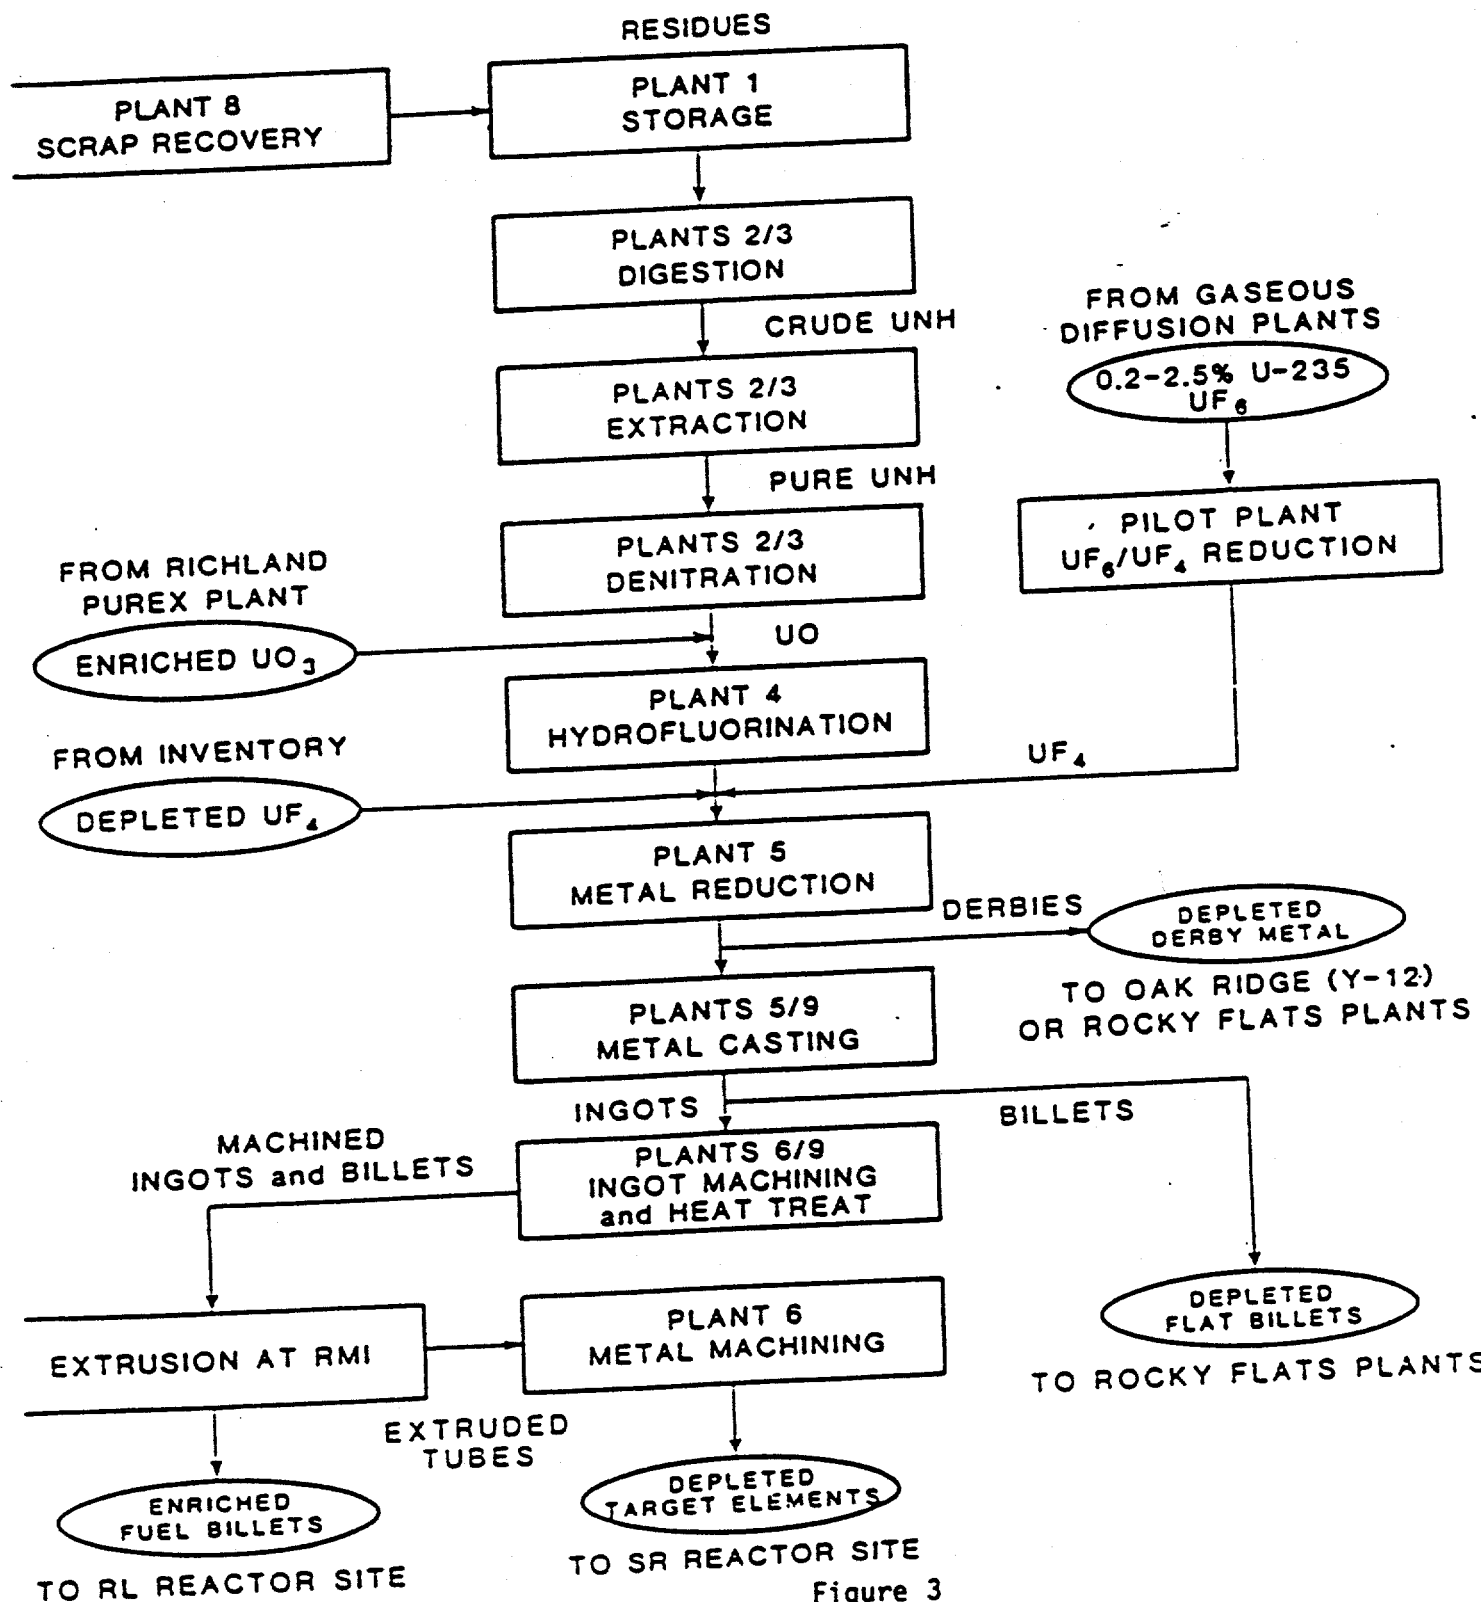 RESIDUES
PLANT 8
SCRAP RECOVERY
PLANT 1
STORAGE
PLANTS 2/3
DIGESTION
CRUDE UNH
FROM GASEOUS
DIFFUSION PLANTS
0.2-2.5% U-235
UF₆
PLANTS 2/3
EXTRACTION
PURE UNH
PILOT PLANT
UF₆/UF₄ REDUCTION
PLANTS 2/3
DENITRATION
FROM RICHLAND
PUREX PLANT
ENRICHED UO₃
UO
PLANT 4
HYDROFLUORINATION
FROM INVENTORY
DEPLETED UF₄
UF₄
PLANT 5
METAL REDUCTION
DERBIES
DEPLETED
DERBY METAL
TO OAK RIDGE (Y-12)
OR ROCKY FLATS PLANTS
PLANTS 5/9
METAL CASTING
INGOTS
BILLETS
MACHINED
INGOTS and BILLETS
PLANTS 6/9
INGOT MACHINING
and HEAT TREAT
DEPLETED
FLAT BILLETS
TO ROCKY FLATS PLANTS
EXTRUSION AT RMI
PLANT 6
METAL MACHINING
EXTRUDED
TUBES
ENRICHED
FUEL BILLETS
TO RL REACTOR SITE
DEPLETED
TARGET ELEMENTS
TO SR REACTOR SITE
Figure 3